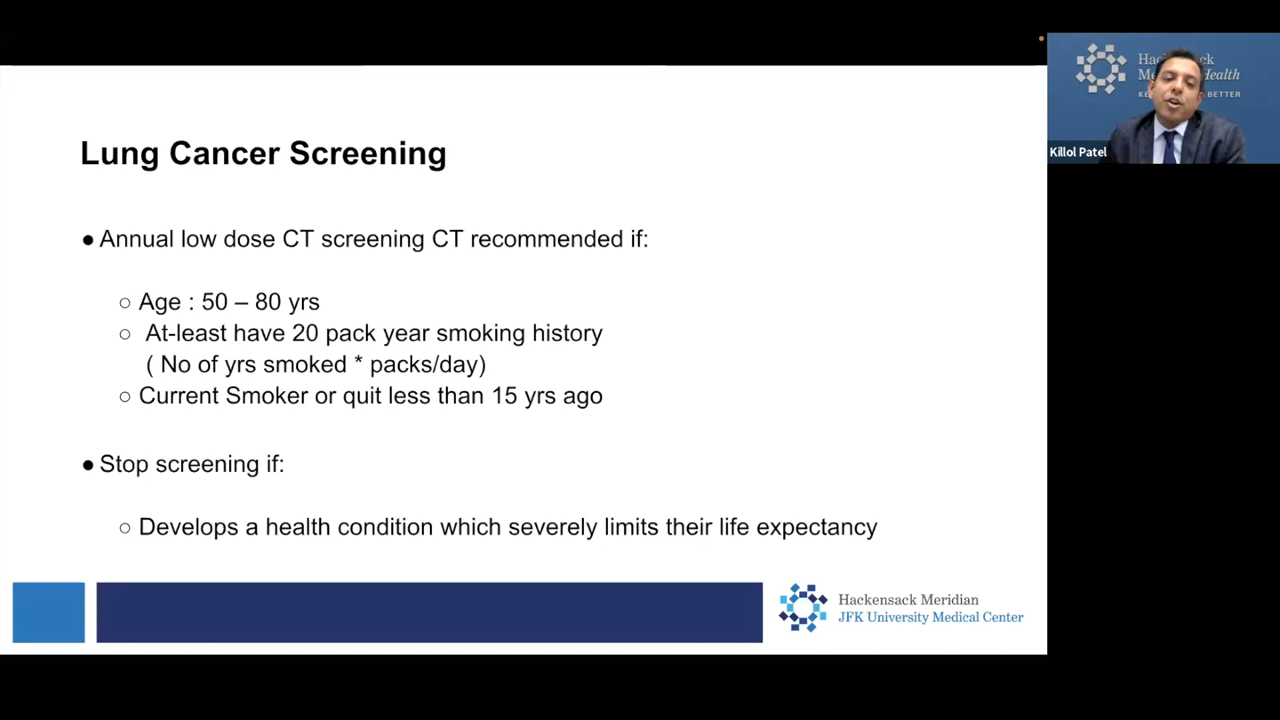 Lung Cancer Screening
● Annual low dose CT screening CT recommended if:
○ Age : 50 – 80 yrs
○ At-least have 20 pack year smoking history
( No of yrs smoked * packs/day)
○ Current Smoker or quit less than 15 yrs ago
● Stop screening if:
○ Develops a health condition which severely limits their life expectancy
Hackensack Meridian
JFK University Medical Center
Health
BETTER
Killol Patel